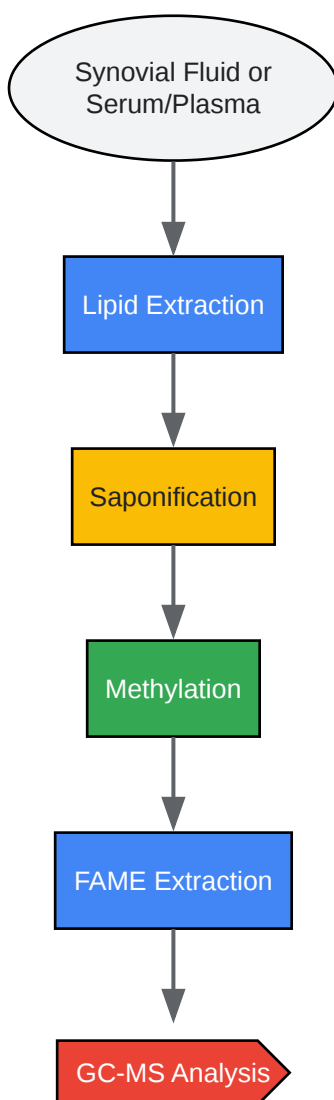 Synovial Fluid or
Serum/Plasma
Lipid Extraction
Saponification
Methylation
FAME Extraction
GC-MS Analysis